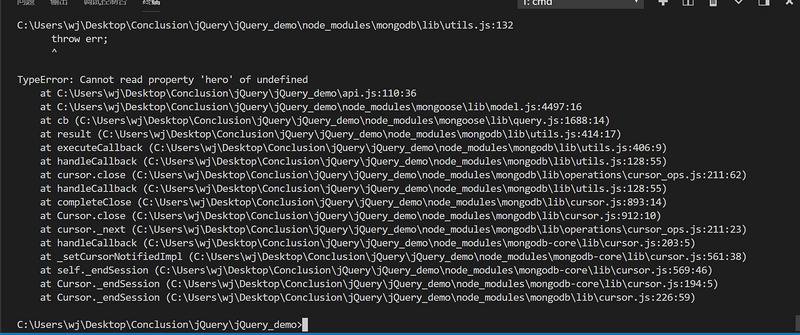 问题 输出 调试控制台 终端 1: cmd
C:\Users\wj\Desktop\Conclusion\jQuery\jQuery_demo\node_modules\mongodb\lib\utils.js:132
throw err;
^
TypeError: Cannot read property 'hero' of undefined
at C:\Users\wj\Desktop\Conclusion\jQuery\jQuery_demo\api.js:110:36
at C:\Users\wj\Desktop\Conclusion\jQuery\jQuery_demo\node_modules\mongoose\lib\model.js:4497:16
at cb (C:\Users\wj\Desktop\Conclusion\jQuery\jQuery_demo\node_modules\mongoose\lib\query.js:1688:14)
at result (C:\Users\wj\Desktop\Conclusion\jQuery\jQuery_demo\node_modules\mongodb\lib\utils.js:414:17)
at executeCallback (C:\Users\wj\Desktop\Conclusion\jQuery\jQuery_demo\node_modules\mongodb\lib\utils.js:406:9)
at handleCallback (C:\Users\wj\Desktop\Conclusion\jQuery\jQuery_demo\node_modules\mongodb\lib\utils.js:128:55)
at cursor.close (C:\Users\wj\Desktop\Conclusion\jQuery\jQuery_demo\node_modules\mongodb\lib\operations\cursor_ops.js:211:62)
at handleCallback (C:\Users\wj\Desktop\Conclusion\jQuery\jQuery_demo\node_modules\mongodb\lib\utils.js:128:55)
at completeClose (C:\Users\wj\Desktop\Conclusion\jQuery\jQuery_demo\node_modules\mongodb\lib\cursor.js:893:14)
at Cursor.close (C:\Users\wj\Desktop\Conclusion\jQuery\jQuery_demo\node_modules\mongodb\lib\cursor.js:912:10)
at cursor._next (C:\Users\wj\Desktop\Conclusion\jQuery\jQuery_demo\node_modules\mongodb\lib\operations\cursor_ops.js:211:23)
at handleCallback (C:\Users\wj\Desktop\Conclusion\jQuery\jQuery_demo\node_modules\mongodb-core\lib\cursor.js:203:5)
at _setCursorNotifiedImpl (C:\Users\wj\Desktop\Conclusion\jQuery\jQuery_demo\node_modules\mongodb-core\lib\cursor.js:561:38)
at self._endSession (C:\Users\wj\Desktop\Conclusion\jQuery\jQuery_demo\node_modules\mongodb-core\lib\cursor.js:569:46)
at Cursor._endSession (C:\Users\wj\Desktop\Conclusion\jQuery\jQuery_demo\node_modules\mongodb-core\lib\cursor.js:194:5)
at Cursor._endSession (C:\Users\wj\Desktop\Conclusion\jQuery\jQuery_demo\node_modules\mongodb\lib\cursor.js:226:59)
C:\Users\wj\Desktop\Conclusion\jQuery\jQuery_demo>